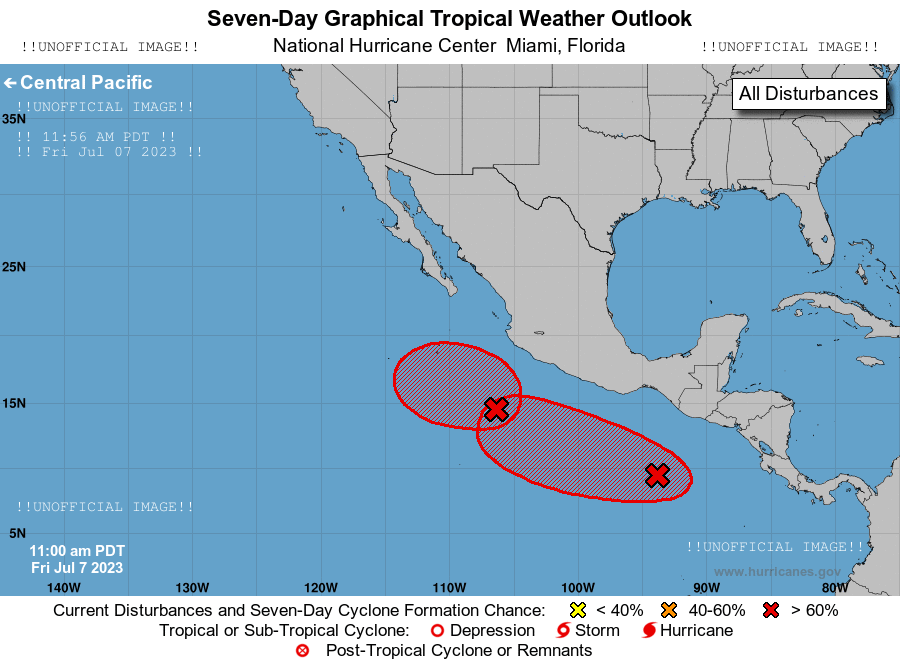 Seven-Day Graphical Tropical Weather Outlook
!!UNOFFICIAL IMAGE!! National Hurricane Center Miami, Florida !!UNOFFICIAL IMAGE!!
← Central Pacific
All Disturbances
!!UNOFFICIAL IMAGE!!
35N
!! 11:56 AM PDT !!
!! Fri Jul 07 2023 !!
25N
15N
!!UNOFFICIAL IMAGE!!
5N
!!UNOFFICIAL IMAGE!!
11:00 am PDT
Fri Jul 7 2023
www.hurricanes.gov
140W 130W 120W 110W 100W 90W 80W
Current Disturbances and Seven-Day Cyclone Formation Chance: < 40% 40-60% > 60%
Tropical or Sub-Tropical Cyclone: Depression Storm Hurricane
Post-Tropical Cyclone or Remnants